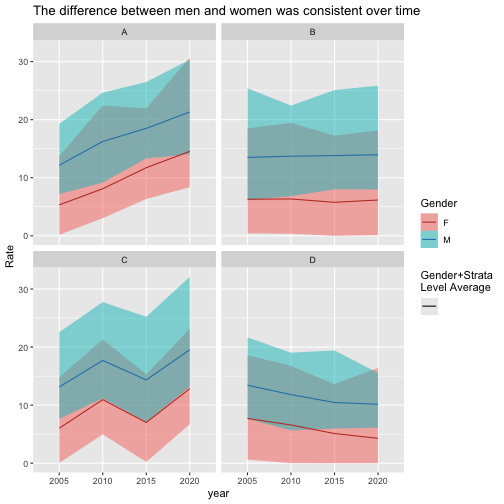 The difference between men and women was consistent over time
A
B
30
20
10
0
C
D
30
20
10
0
2005 2010 2015 2020 2005 2010 2015 2020
year
Rate
Gender
F
M
Gender+Strata
Level Average